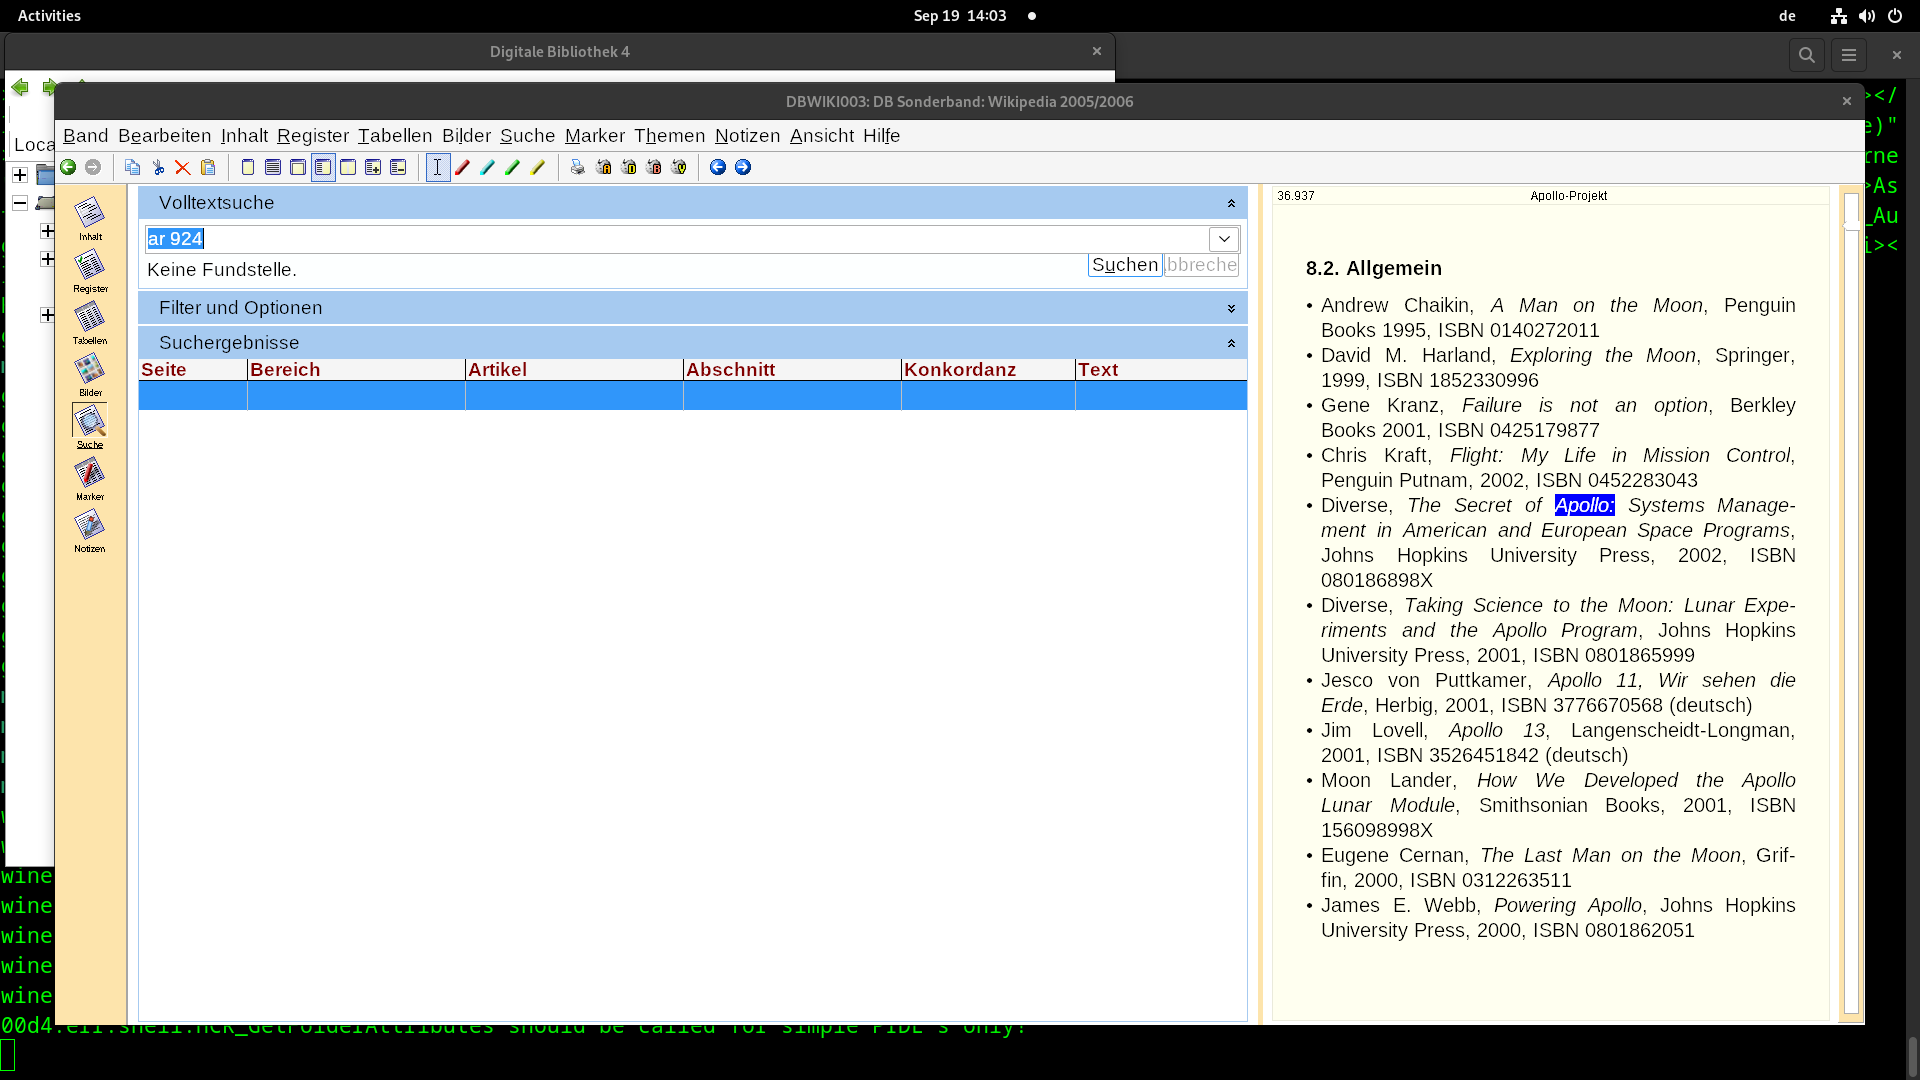 Activities
Sep 19 14:03
de
Digitale Bibliothek 4
DBWIKI003: DB Sonderband: Wikipedia 2005/2006
Band Bearbeiten Inhalt Register Tabellen Bilder Suche Marker Themen Notizen Ansicht Hilfe
Loca
Inhalt
Register
Tabellen
Bilder
Suche
Marker
Notizen
Volltextsuche
ar 924
Keine Fundstelle.
Suchen
bbreche
Filter und Optionen
Suchergebnisse
Seite Bereich Artikel Abschnitt Konkordanz Text
36.937 Apollo-Projekt
8.2. Allgemein
• Andrew Chaikin, A Man on the Moon, Penguin
Books 1995, ISBN 0140272011
• David M. Harland, Exploring the Moon, Springer,
1999, ISBN 1852330996
• Gene Kranz, Failure is not an option, Berkley
Books 2001, ISBN 0425179877
• Chris Kraft, Flight: My Life in Mission Control,
Penguin Putnam, 2002, ISBN 0452283043
• Diverse, The Secret of Apollo: Systems Manage-
ment in American and European Space Programs,
Johns Hopkins University Press, 2002, ISBN
080186898X
• Diverse, Taking Science to the Moon: Lunar Expe-
riments and the Apollo Program, Johns Hopkins
University Press, 2001, ISBN 0801865999
• Jesco von Puttkamer, Apollo 11, Wir sehen die
Erde, Herbig, 2001, ISBN 3776670568 (deutsch)
• Jim Lovell, Apollo 13, Langenscheidt-Longman,
2001, ISBN 3526451842 (deutsch)
• Moon Lander, How We Developed the Apollo
Lunar Module, Smithsonian Books, 2001, ISBN
156098998X
• Eugene Cernan, The Last Man on the Moon, Grif-
fin, 2000, ISBN 0312263511
• James E. Webb, Powering Apollo, Johns Hopkins
University Press, 2000, ISBN 0801862051
></
e)"
rne
>As
_Au
i><
wine
wine
wine
wine
wine
00d4:err:shell:HCR_GetFolderAttributes should be called for simple PIDL's only!